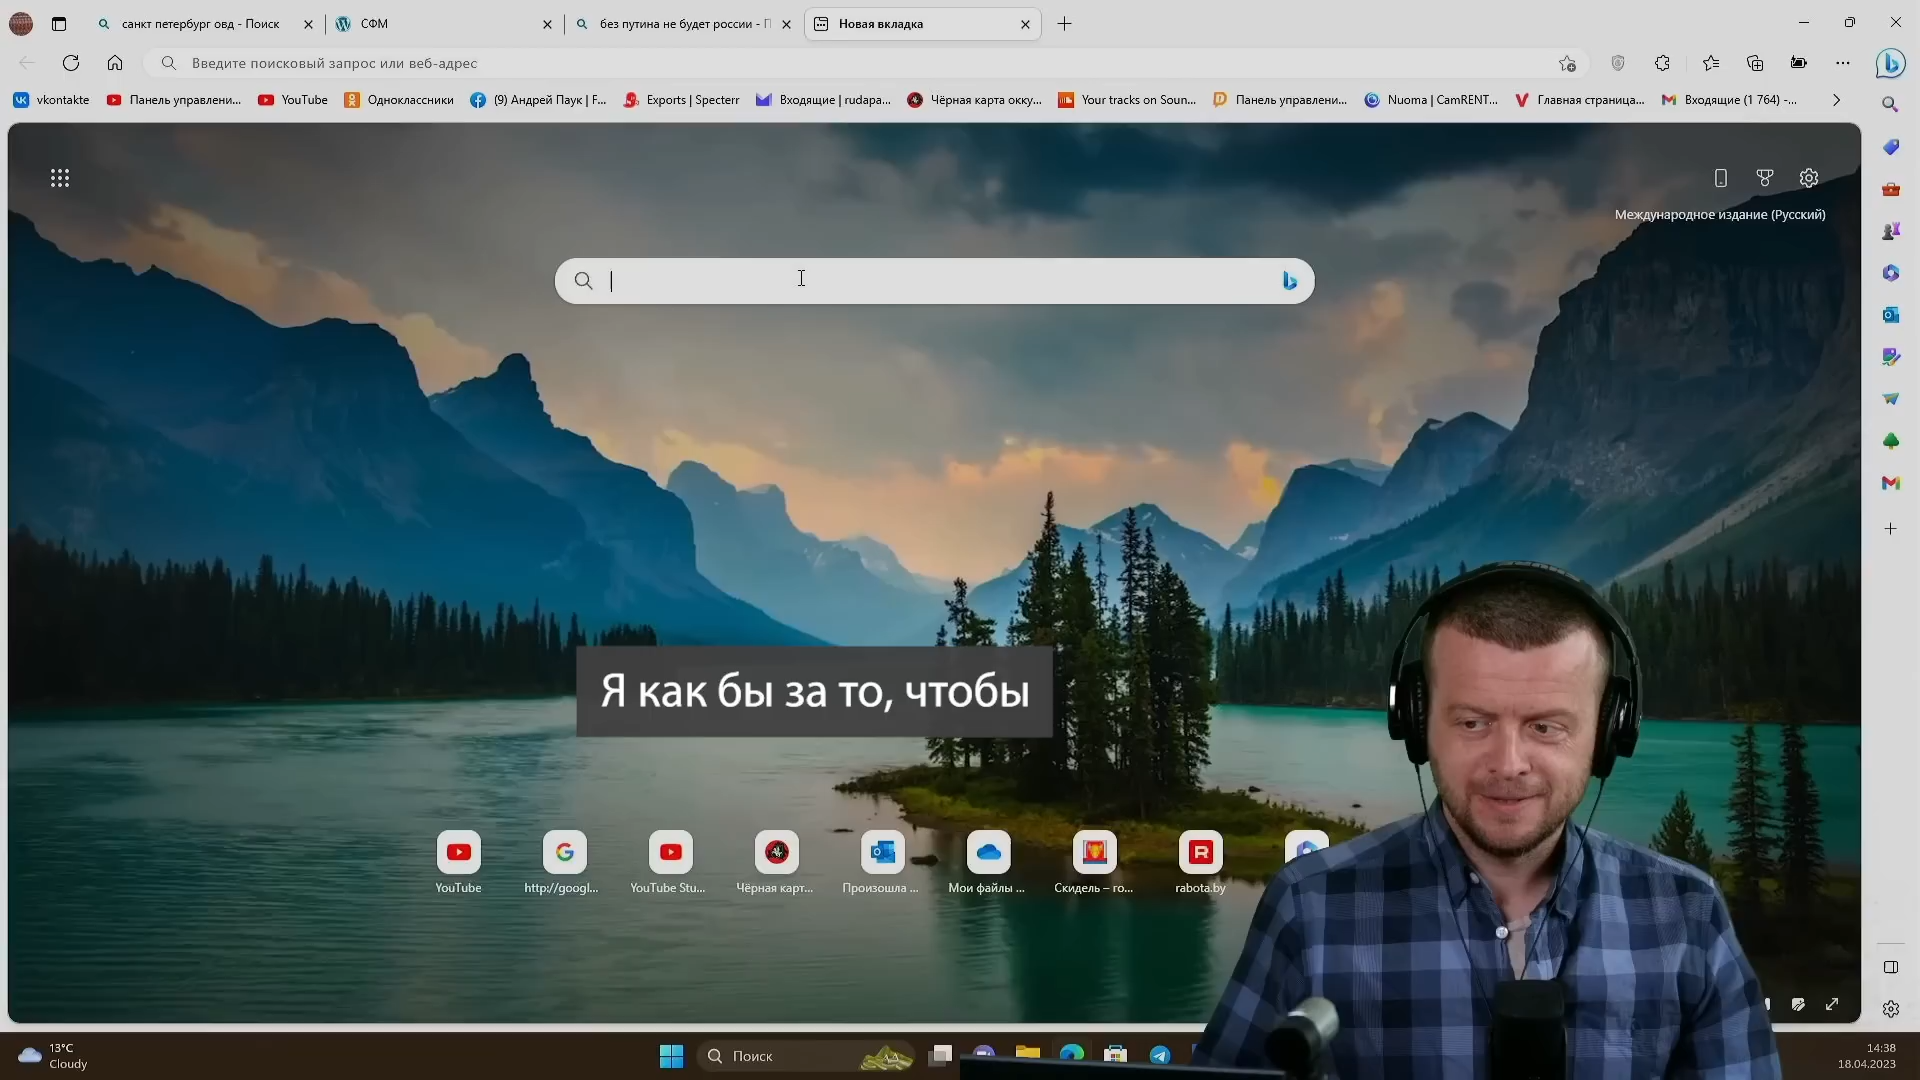 санкт петербург овд - Поиск
СФМ
без путина не будет россии - П
Новая вкладка
Введите поисковый запрос или веб-адрес
vkontakte
Панель управлени...
YouTube
Одноклассники
(9) Андрей Паук | F...
Exports | Specterr
Входящие | rudapa...
Чёрная карта окку...
Your tracks on Soun...
Панель управлени...
Nuoma | CamRENT...
Главная страница...
Входящие (1 764) -...
Международное издание (Русский)
Я как бы за то, чтобы
YouTube
http://googl...
YouTube Stu...
Чёрная карт...
Произошла ...
Мои файлы ...
Скидель – го...
rabota.by
13°C
Cloudy
Поиск
14:38
18.04.2023